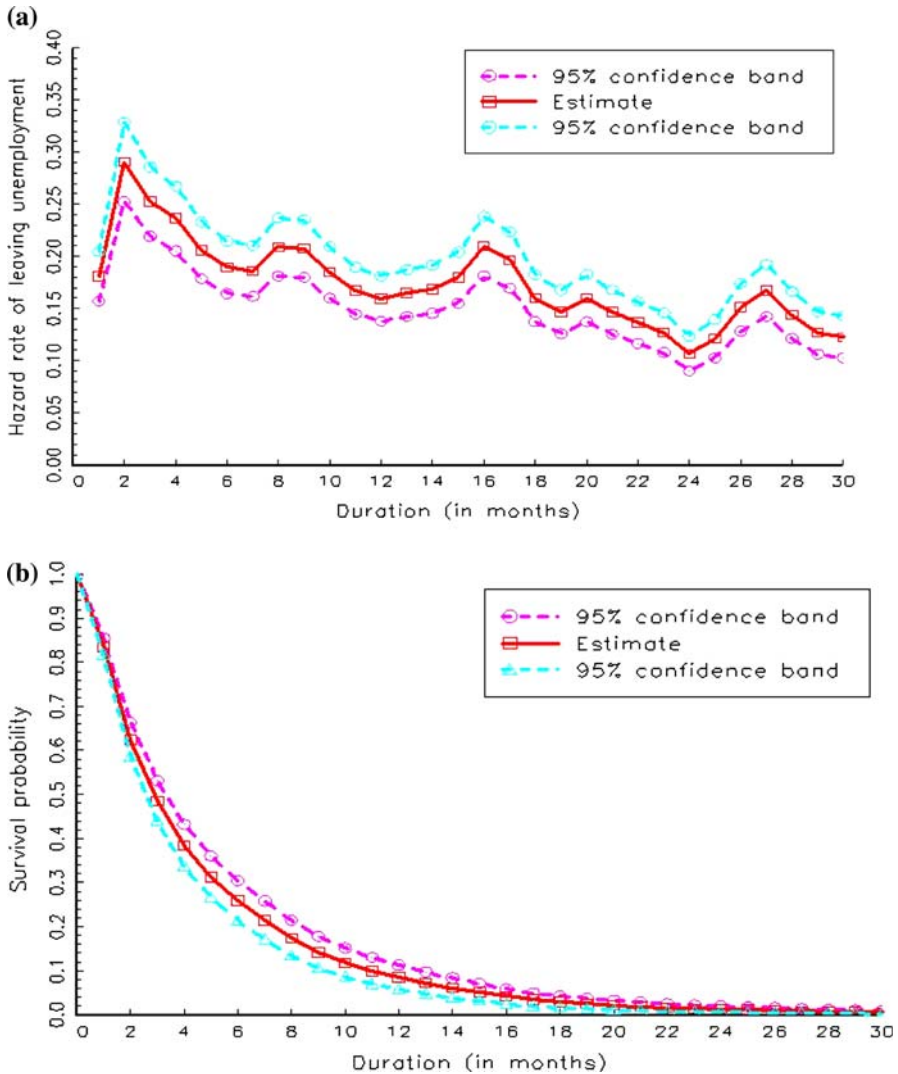 (a)
0.40
0.35
0.30
0.25
0.20
0.15
0.10
0.05
0.00
Hazard rate of leaving unemployment
95% confidence band
Estimate
95% confidence band
0 2 4 6 8 10 12 14 16 18 20 22 24 26 28 30
Duration (in months)
(b)
1.0
0.9
0.8
0.7
0.6
0.5
0.4
0.3
0.2
0.1
0.0
Survival probability
95% confidence band
Estimate
95% confidence band
0 2 4 6 8 10 12 14 16 18 20 22 24 26 28 30
Duration (in months)